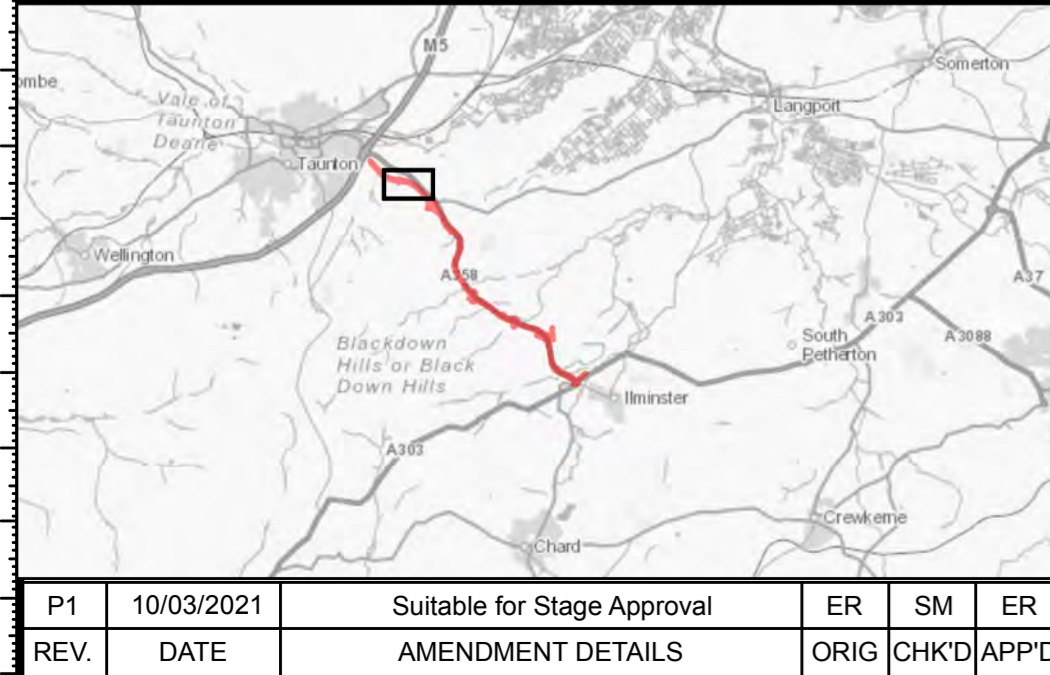 M5
Somerton
ombe
Vale of
Taunton
Deane
Langport
Taunton
Wellington
A358
A37
A303
A3088
South
Petherton
Blackdown
Hills or Black
Down Hills
Ilminster
A303
Crewkerne
Chard
P1 10/03/2021 Suitable for Stage Approval ER SM ER
REV. DATE AMENDMENT DETAILS ORIG CHK'D APP'D